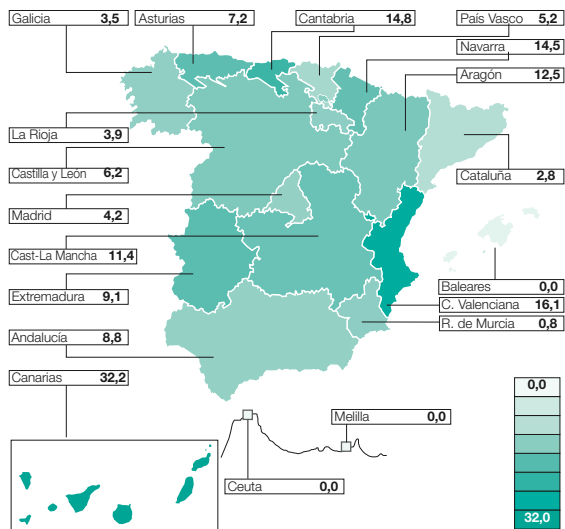 Galicia 3,5
Asturias 7,2
Cantabria 14,8
País Vasco 5,2
Navarra 14,5
Aragón 12,5
La Rioja 3,9
Castilla y León 6,2
Cataluña 2,8
Madrid 4,2
Cast-La Mancha 11,4
Baleares 0,0
Extremadura 9,1
C. Valenciana 16,1
R. de Murcia 0,8
Andalucía 8,8
Canarias 32,2
0,0
Melilla 0,0
Ceuta 0,0
32,0